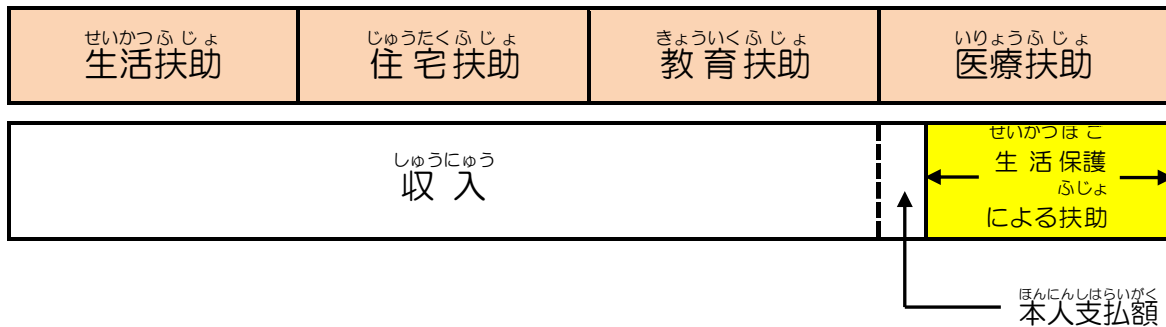 せいかつふじょ じゅうたくふじょ きょういくふじょ いりょうふじょ
生活扶助 住宅扶助 教育扶助 医療扶助
しゅうにゅう
収入
せいかつほご
生活保護
ふじょ
による扶助
ほんにんしはらいがく
本人支払額